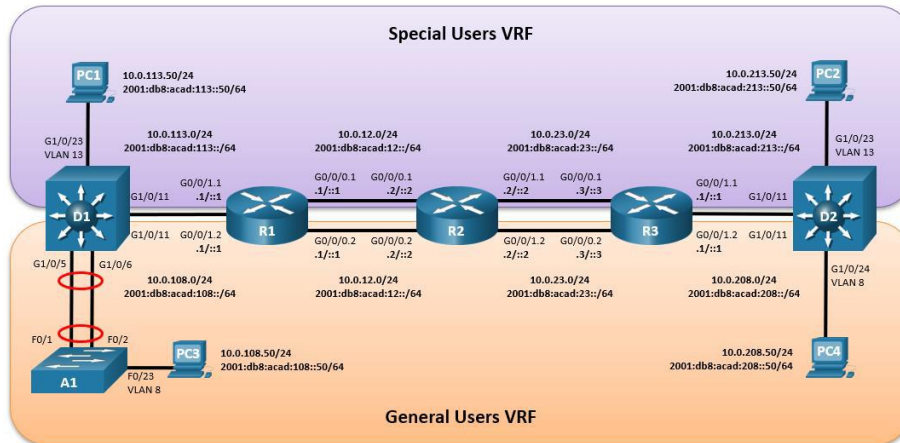 Special Users VRF
PC1
10.0.113.50/24
2001:db8:acad:113::50/64
10.0.213.50/24
2001:db8:acad:213::50/64
PC2
G1/0/23
VLAN 13
10.0.113.0/24
2001:db8:acad:113::/64
10.0.12.0/24
2001:db8:acad:12::/64
10.0.23.0/24
2001:db8:acad:23::/64
10.0.213.0/24
2001:db8:acad:213::/64
G1/0/23
VLAN 13
D1
G1/0/11
G0/0/1.1
.1/::1
R1
G0/0/0.1
.1/::1
G0/0/0.1
.2/::2
R2
G0/0/1.1
.2/::2
G0/0/0.1
.3/::3
R3
G0/0/1.1
.1/::1
G1/0/11
D2
G1/0/11
G0/0/1.2
.1/::1
G0/0/0.2
.1/::1
G0/0/0.2
.2/::2
G0/0/1.2
.2/::2
G0/0/0.2
.3/::3
G0/0/1.2
.1/::1
G1/0/11
G1/0/5
G1/0/6
10.0.108.0/24
2001:db8:acad:108::/64
10.0.12.0/24
2001:db8:acad:12::/64
10.0.23.0/24
2001:db8:acad:23::/64
10.0.208.0/24
2001:db8:acad:208::/64
G1/0/24
VLAN 8
F0/1
F0/2
A1
F0/23
VLAN 8
PC3
10.0.108.50/24
2001:db8:acad:108::50/64
10.0.208.50/24
2001:db8:acad:208::50/64
PC4
General Users VRF